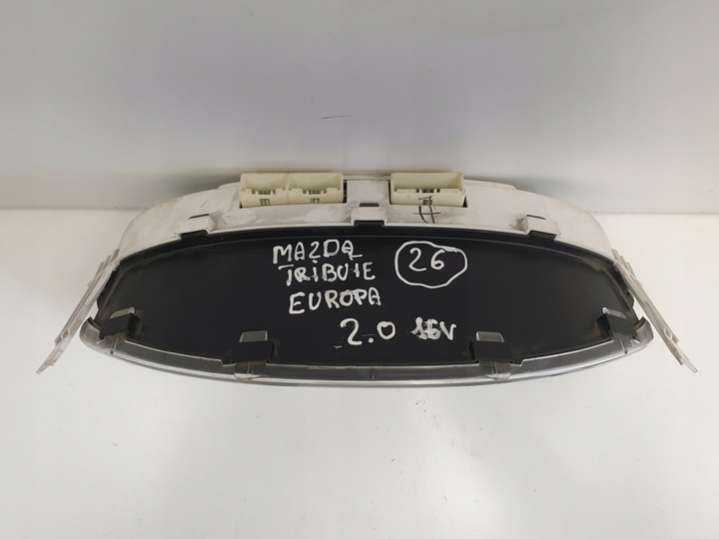 MAZDA
TRIBUTE
26
EUROPA
2.0 16V